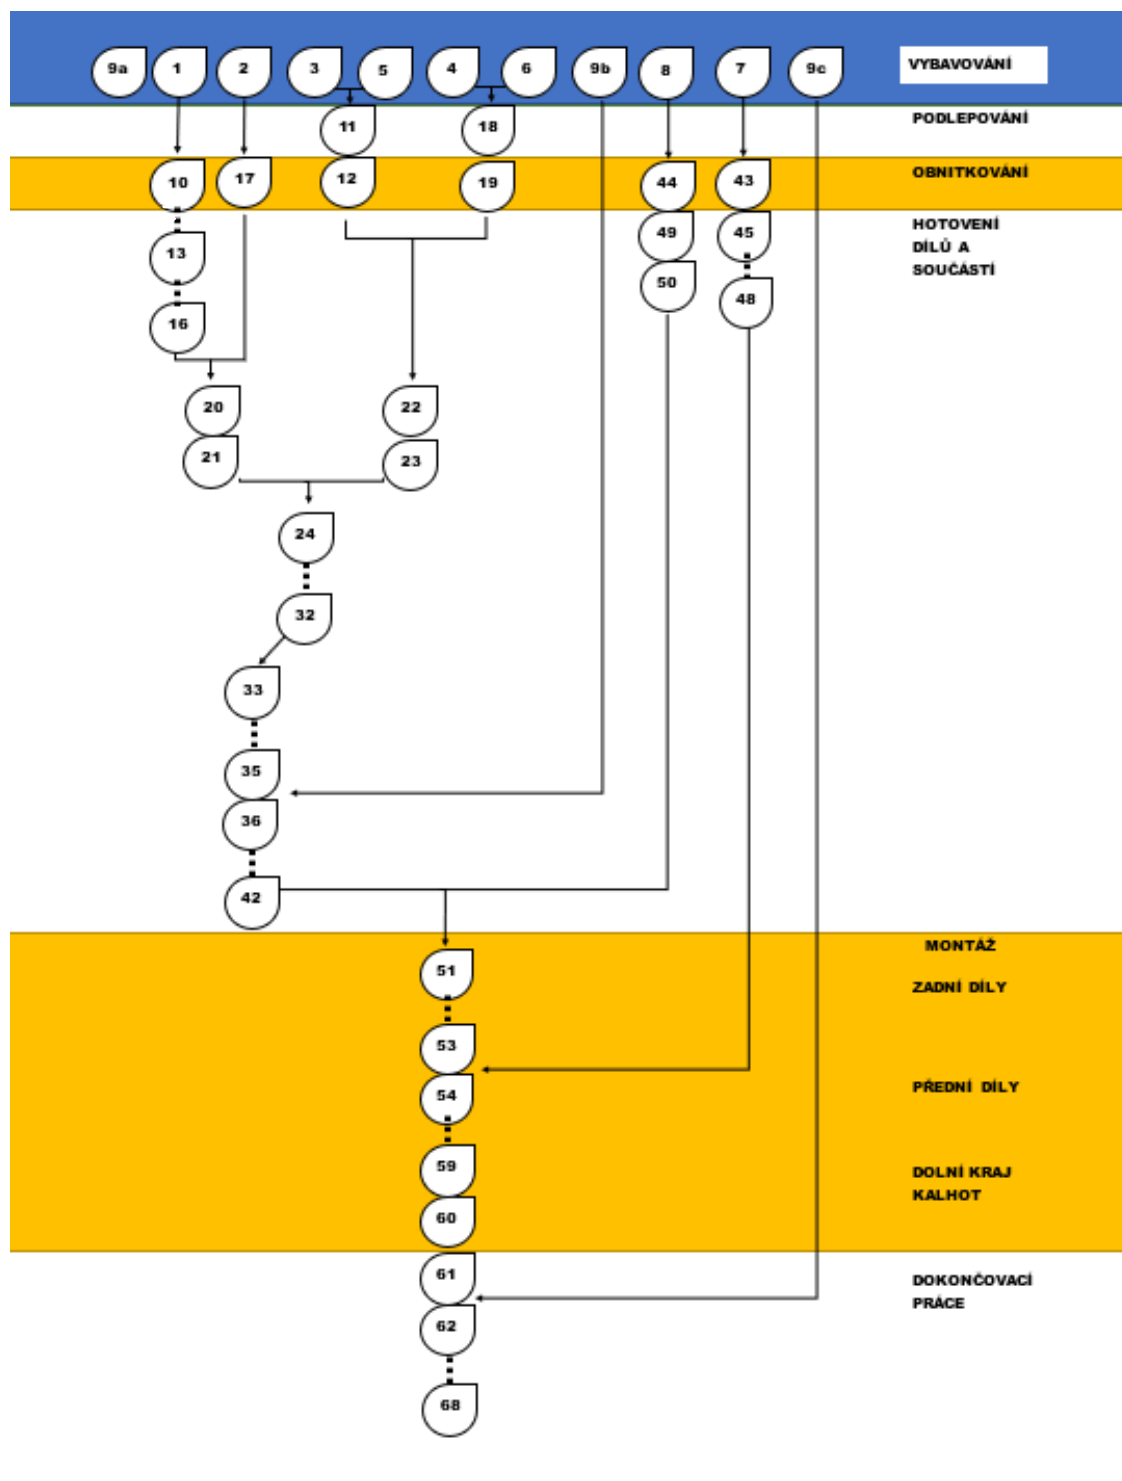 9a 1 2 3 5 4 6 9b 8 7 9c VYBAVOVÁNÍ
11 18 PODLEPOVÁNÍ
10 17 12 19 44 43 OBNITKOVÁNÍ
13 49 45 HOTOVENÍ
DÍLŮ A
SOUČÁSTÍ
16 50 48
20 22
21 23
24
32
33
35
36
42
MONTÁŽ
51
ZADNÍ DÍLY
53
54 PŘEDNÍ DÍLY
59 DOLNÍ KRAJ
KALHOT
60
61 DOKONČOVACÍ
PRÁCE
62
68